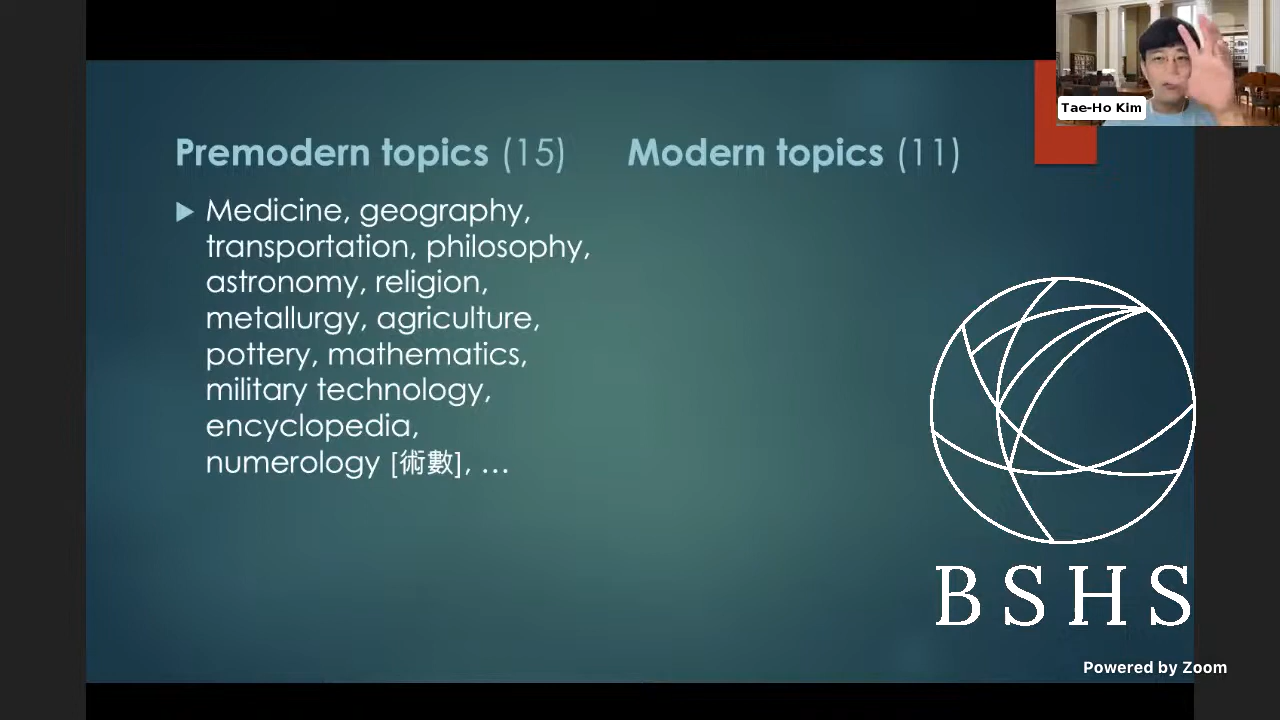 Tae-Ho Kim
Premodern topics (15)
Medicine, geography,
transportation, philosophy,
astronomy, religion,
metallurgy, agriculture,
pottery, mathematics,
military technology,
encyclopedia,
numerology [術數], …
Modern topics (11)
BSHS
Powered by Zoom